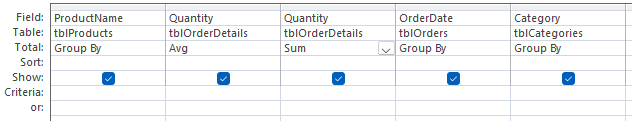 Field: ProductName Quantity Quantity OrderDate Category
Table: tblProducts tblOrderDetails tblOrderDetails tblOrders tblCategories
Total: Group By Avg Sum Group By Group By
Sort:
Show:
Criteria:
or: